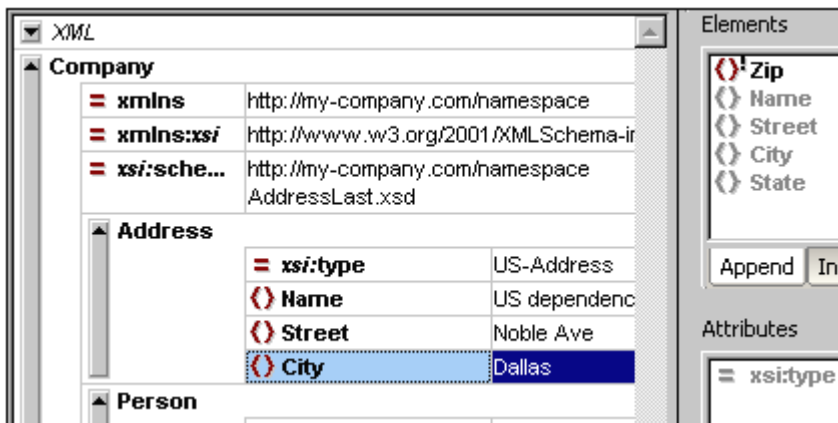 XML
Company
= xmlns http://my-company.com/namespace
= xmlns:xsi http://www.w3.org/2001/XMLSchema-in
= xsi:sche... http://my-company.com/namespace
AddressLast.xsd
Address
= xsi:type US-Address
() Name US dependenc
() Street Noble Ave
() City Dallas
Person
Elements
()! Zip
() Name
() Street
() City
() State
Append In
Attributes
= xsi:type